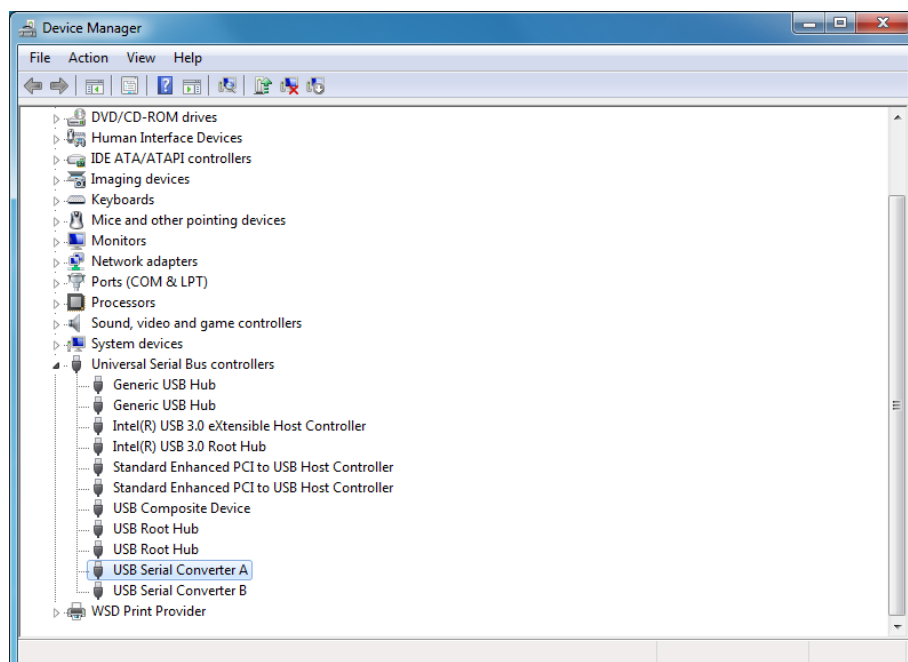 Device Manager
File Action View Help
DVD/CD-ROM drives
Human Interface Devices
IDE ATA/ATAPI controllers
Imaging devices
Keyboards
Mice and other pointing devices
Monitors
Network adapters
Ports (COM & LPT)
Processors
Sound, video and game controllers
System devices
Universal Serial Bus controllers
Generic USB Hub
Generic USB Hub
Intel(R) USB 3.0 eXtensible Host Controller
Intel(R) USB 3.0 Root Hub
Standard Enhanced PCI to USB Host Controller
Standard Enhanced PCI to USB Host Controller
USB Composite Device
USB Root Hub
USB Root Hub
USB Serial Converter A
USB Serial Converter B
WSD Print Provider